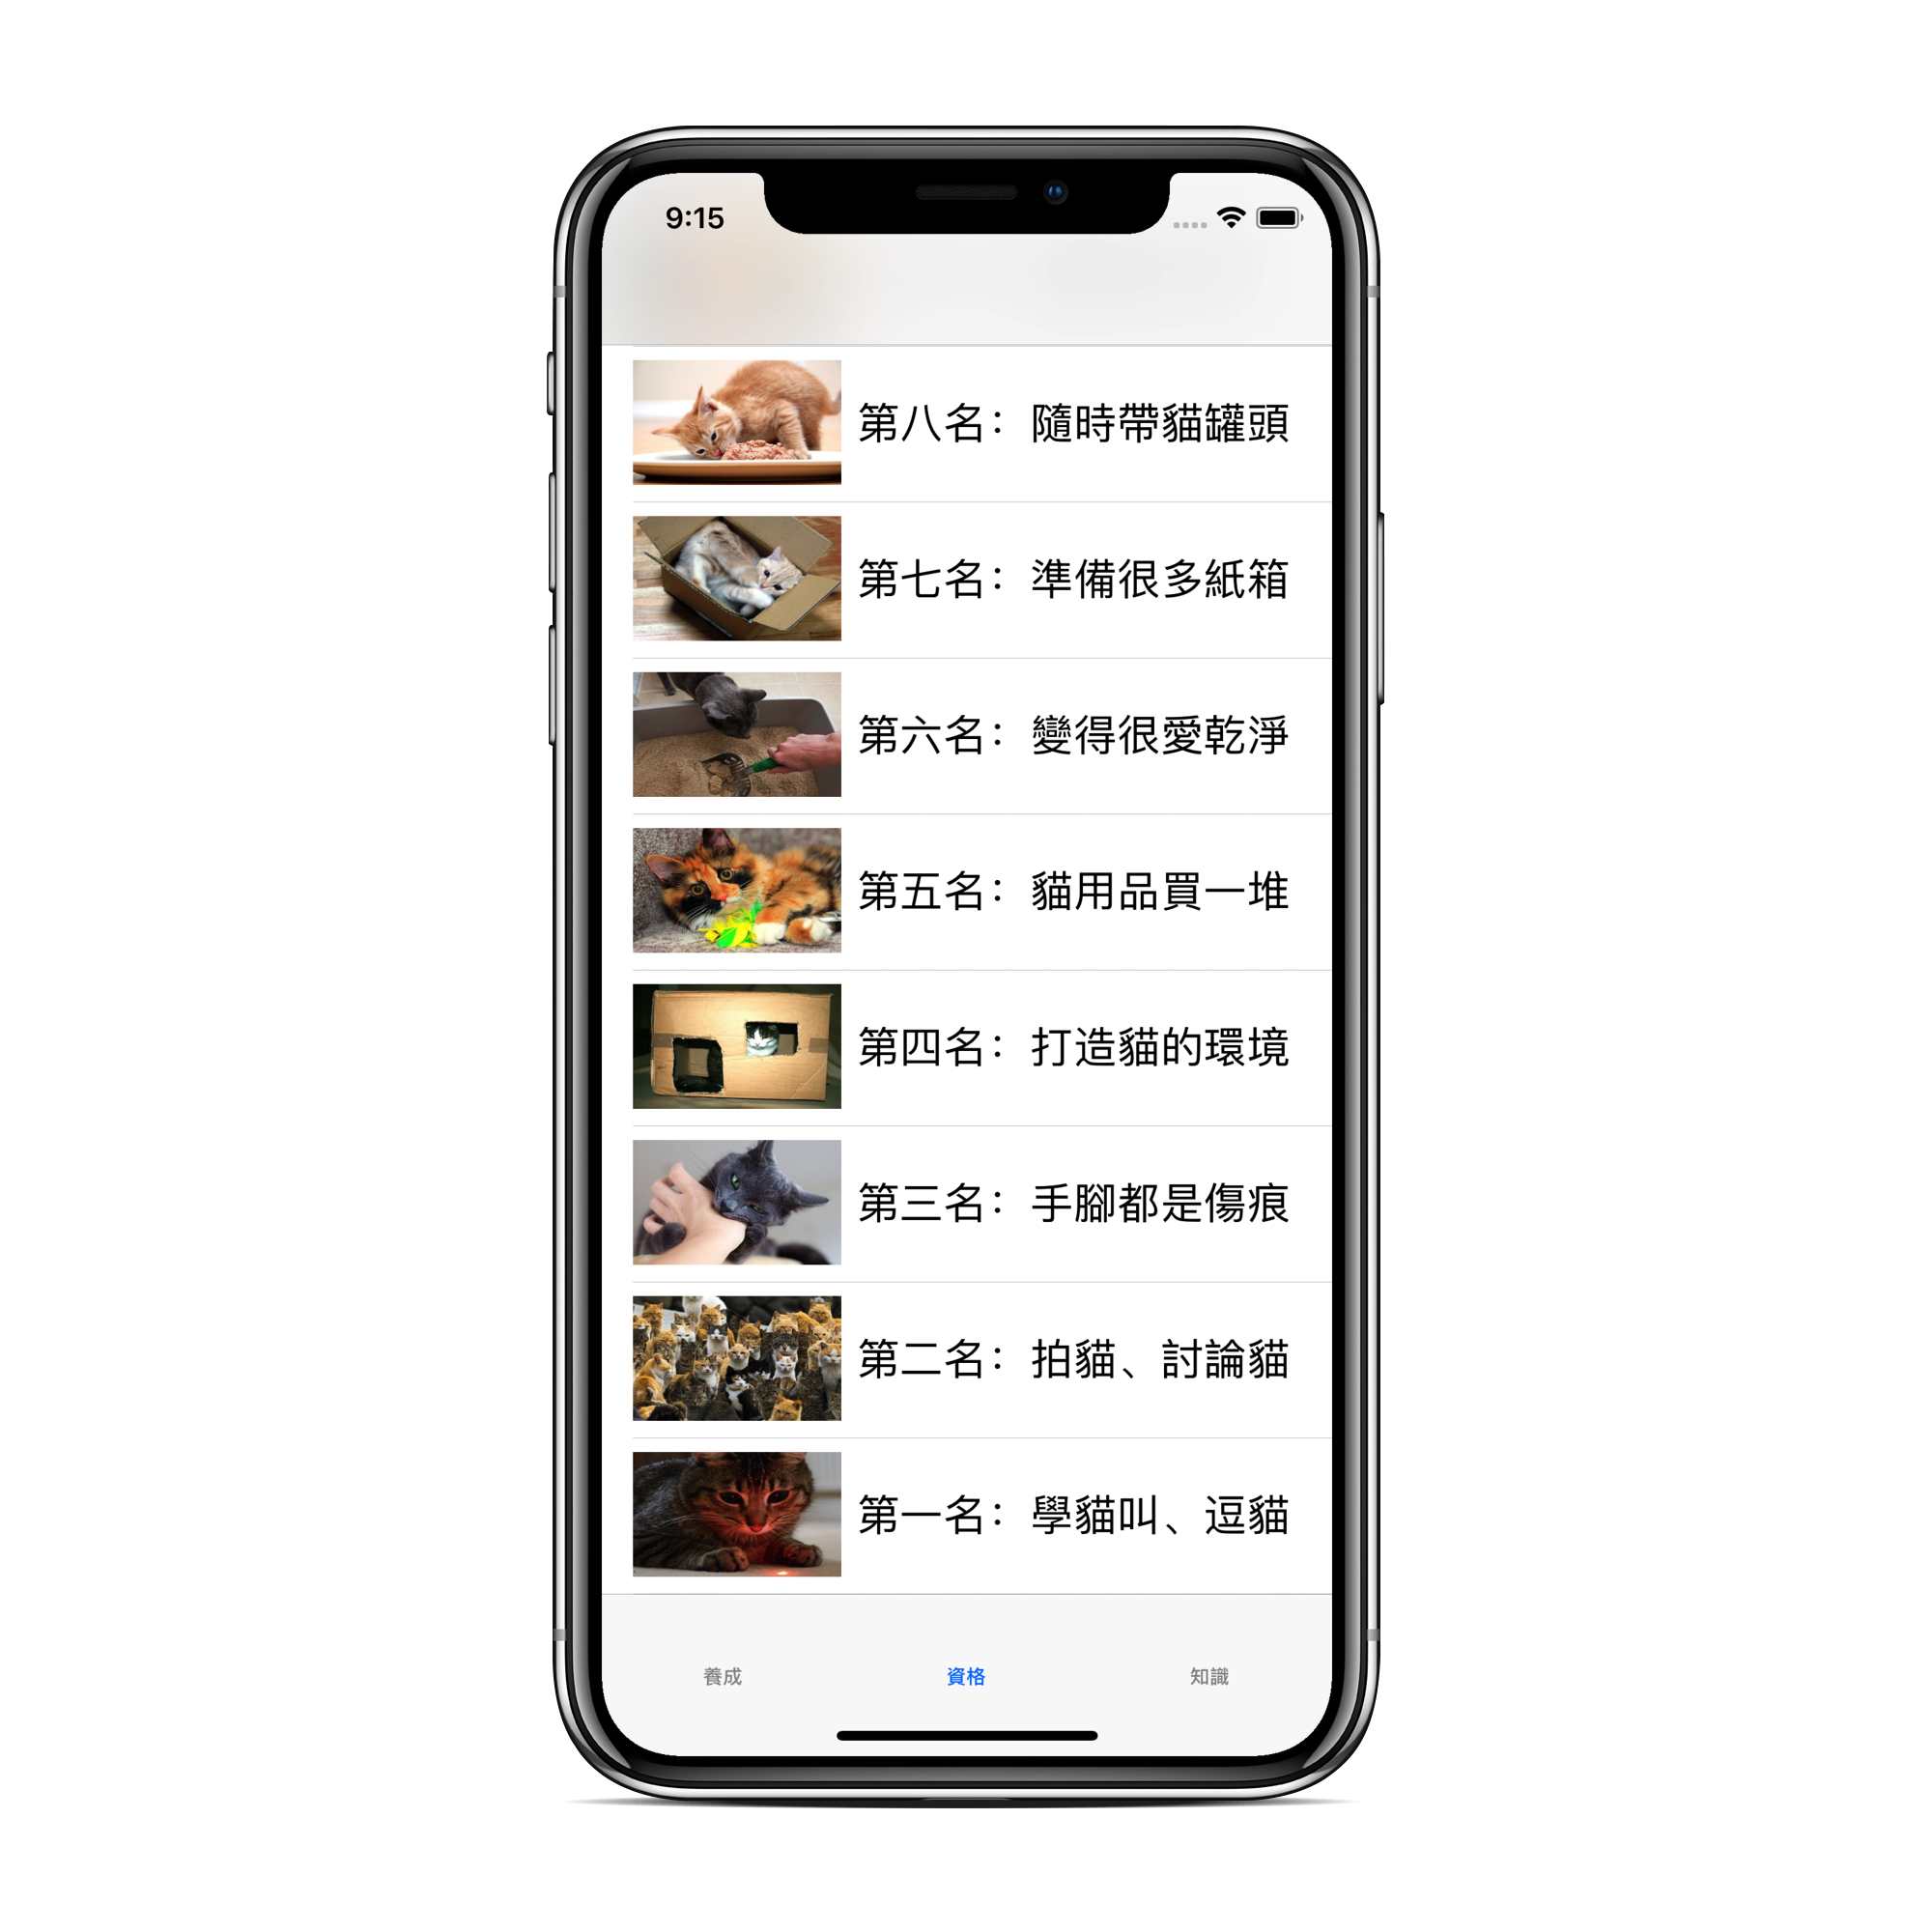 9:15
第八名：隨時帶貓罐頭
第七名：準備很多紙箱
第六名：變得很愛乾淨
第五名：貓用品買一堆
第四名：打造貓的環境
第三名：手腳都是傷痕
第二名：拍貓、討論貓
第一名：學貓叫、逗貓
養成
資格
知識